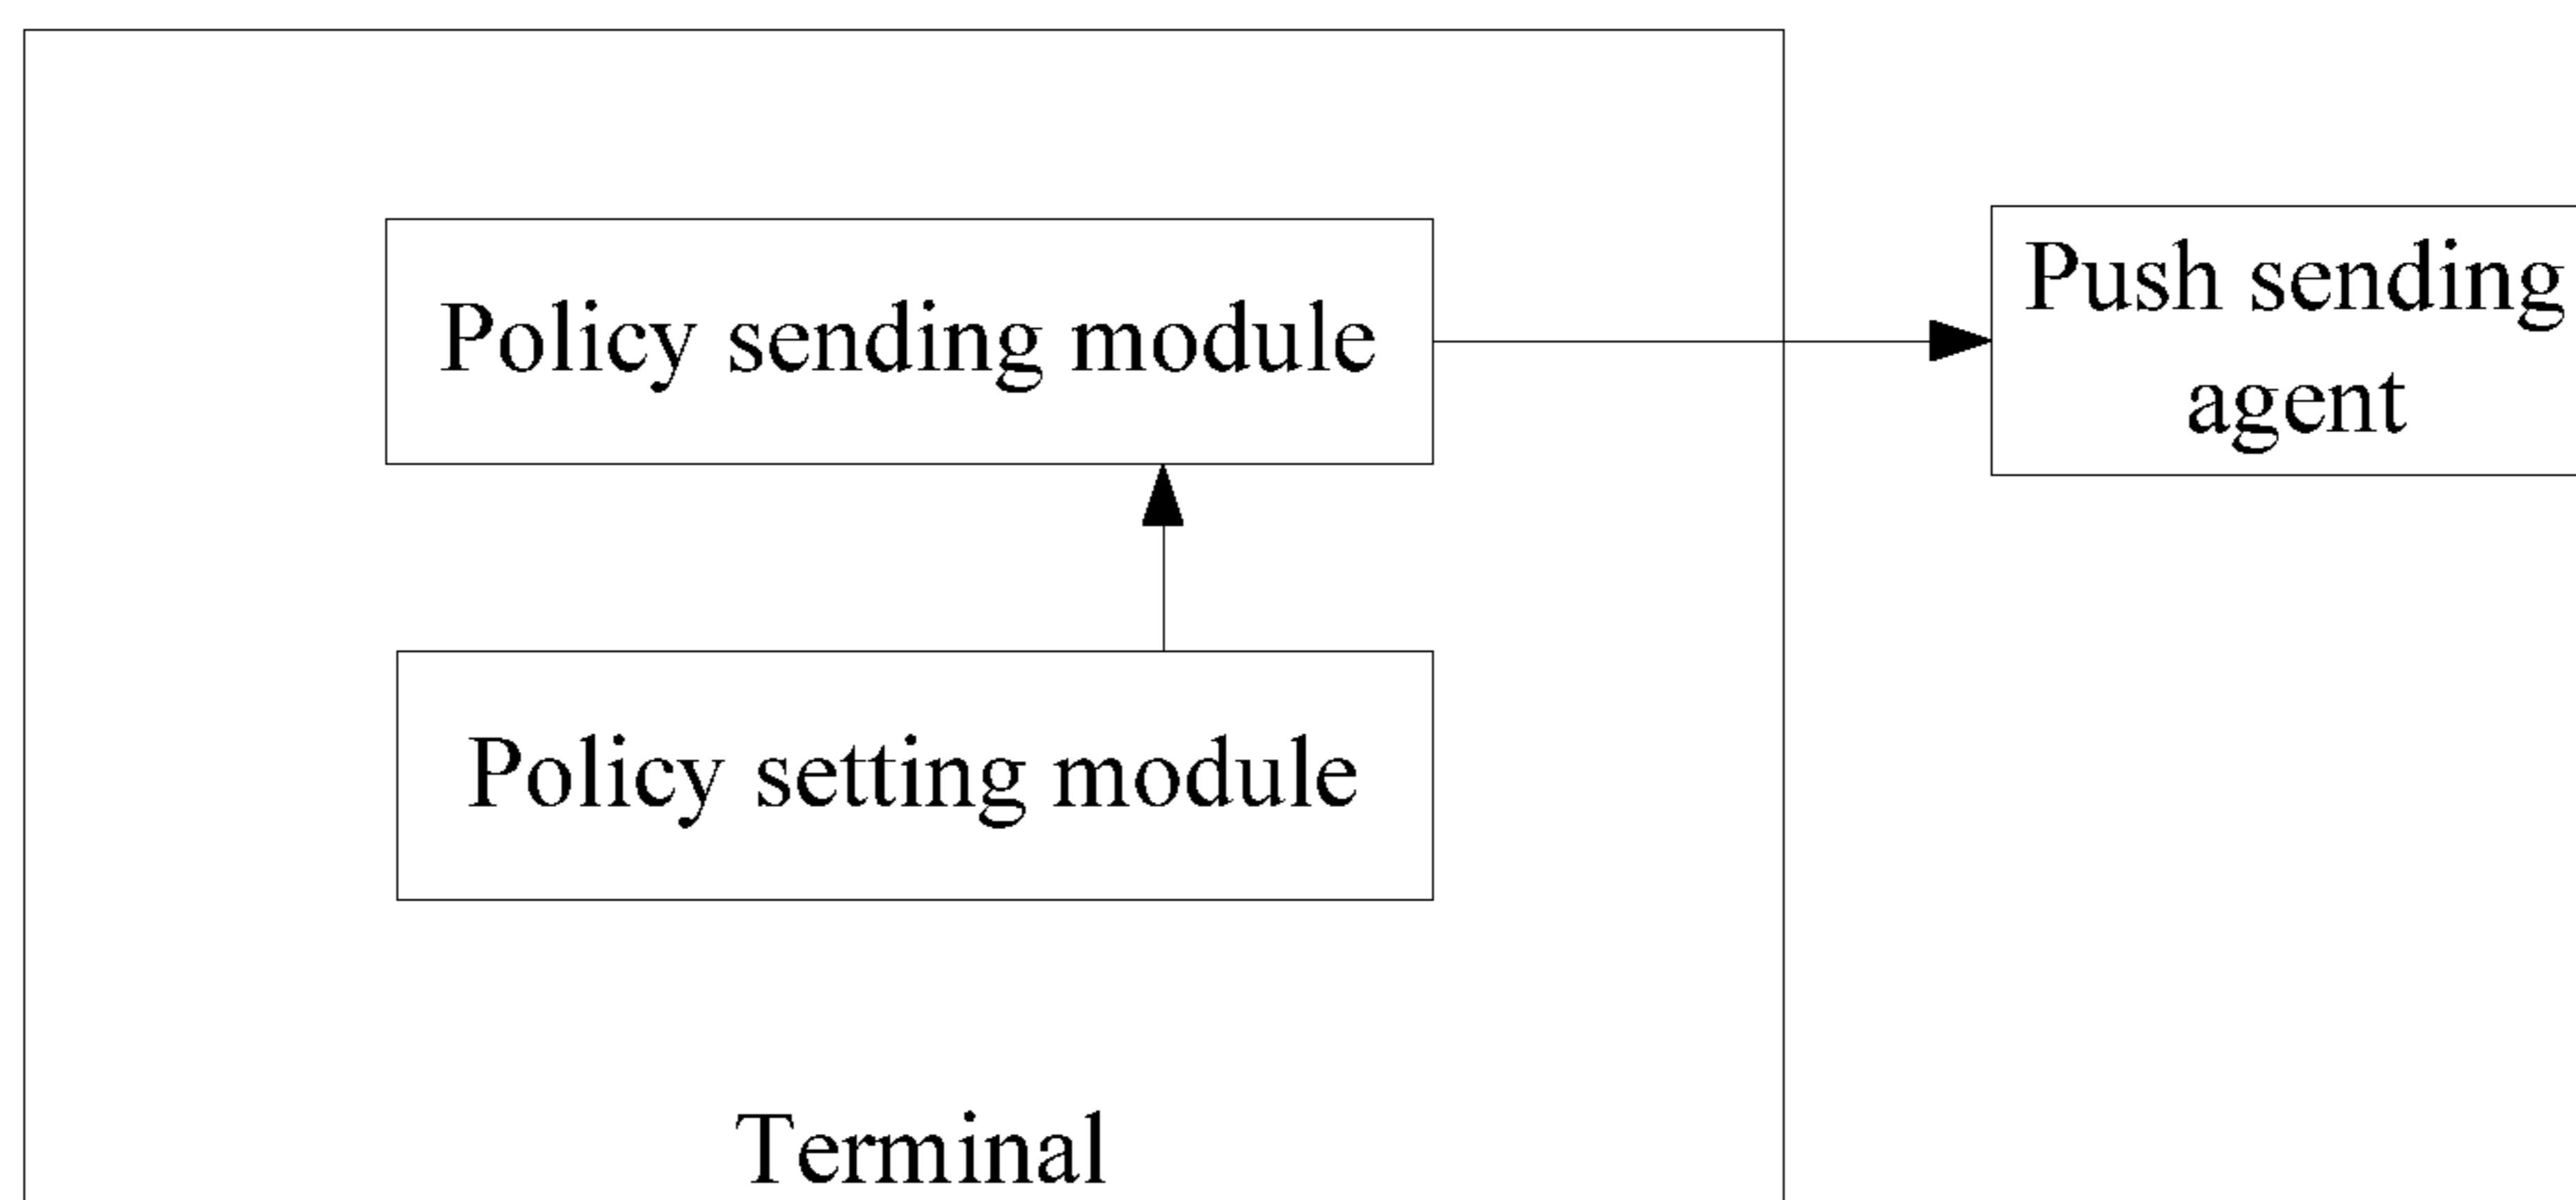 Policy sending module
Push sending
agent
Policy setting module
Terminal